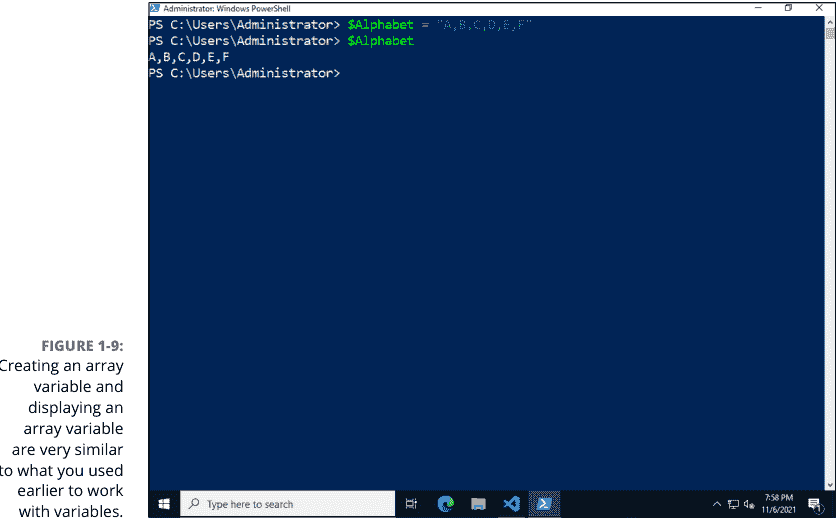 Administrator: Windows PowerShell
PS C:\Users\Administrator> $Alphabet = "A,B,C,D,E,F"
PS C:\Users\Administrator> $Alphabet
A,B,C,D,E,F
PS C:\Users\Administrator>
FIGURE 1-9:
Creating an array
variable and
displaying an
array variable
are very similar
to what you used
earlier to work
with variables.
Type here to search
7:58 PM
11/6/2021
1